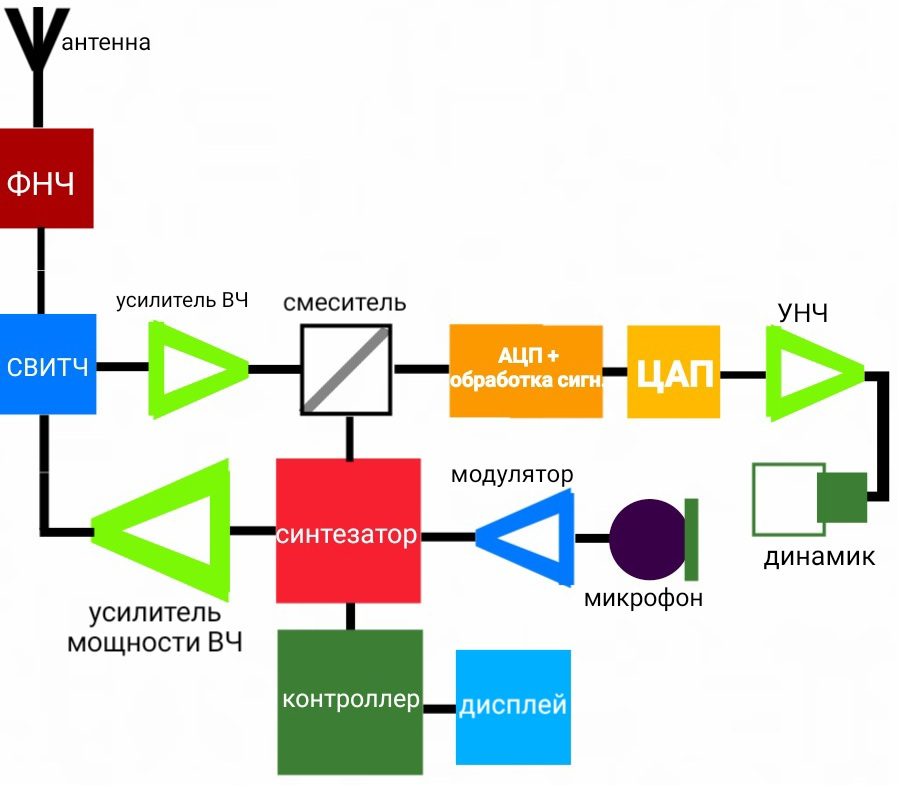 антенна
ФНЧ
усилитель ВЧ
смеситель
УНЧ
СВИТЧ
АЦП +
обработка сигн.
ЦАП
модулятор
синтезатор
динамик
микрофон
усилитель
мощности ВЧ
контроллер
дисплей